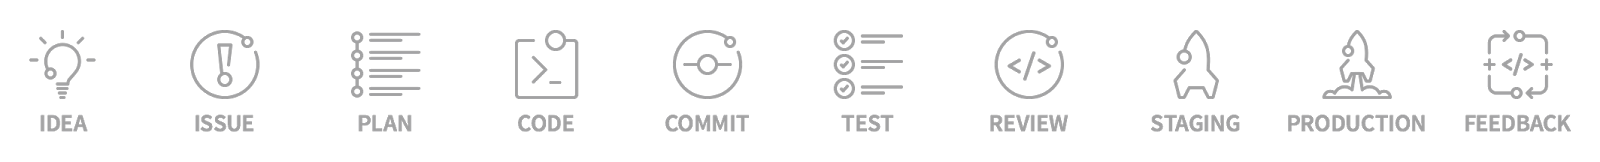 IDEA ISSUE PLAN CODE COMMIT TEST REVIEW STAGING PRODUCTION FEEDBACK